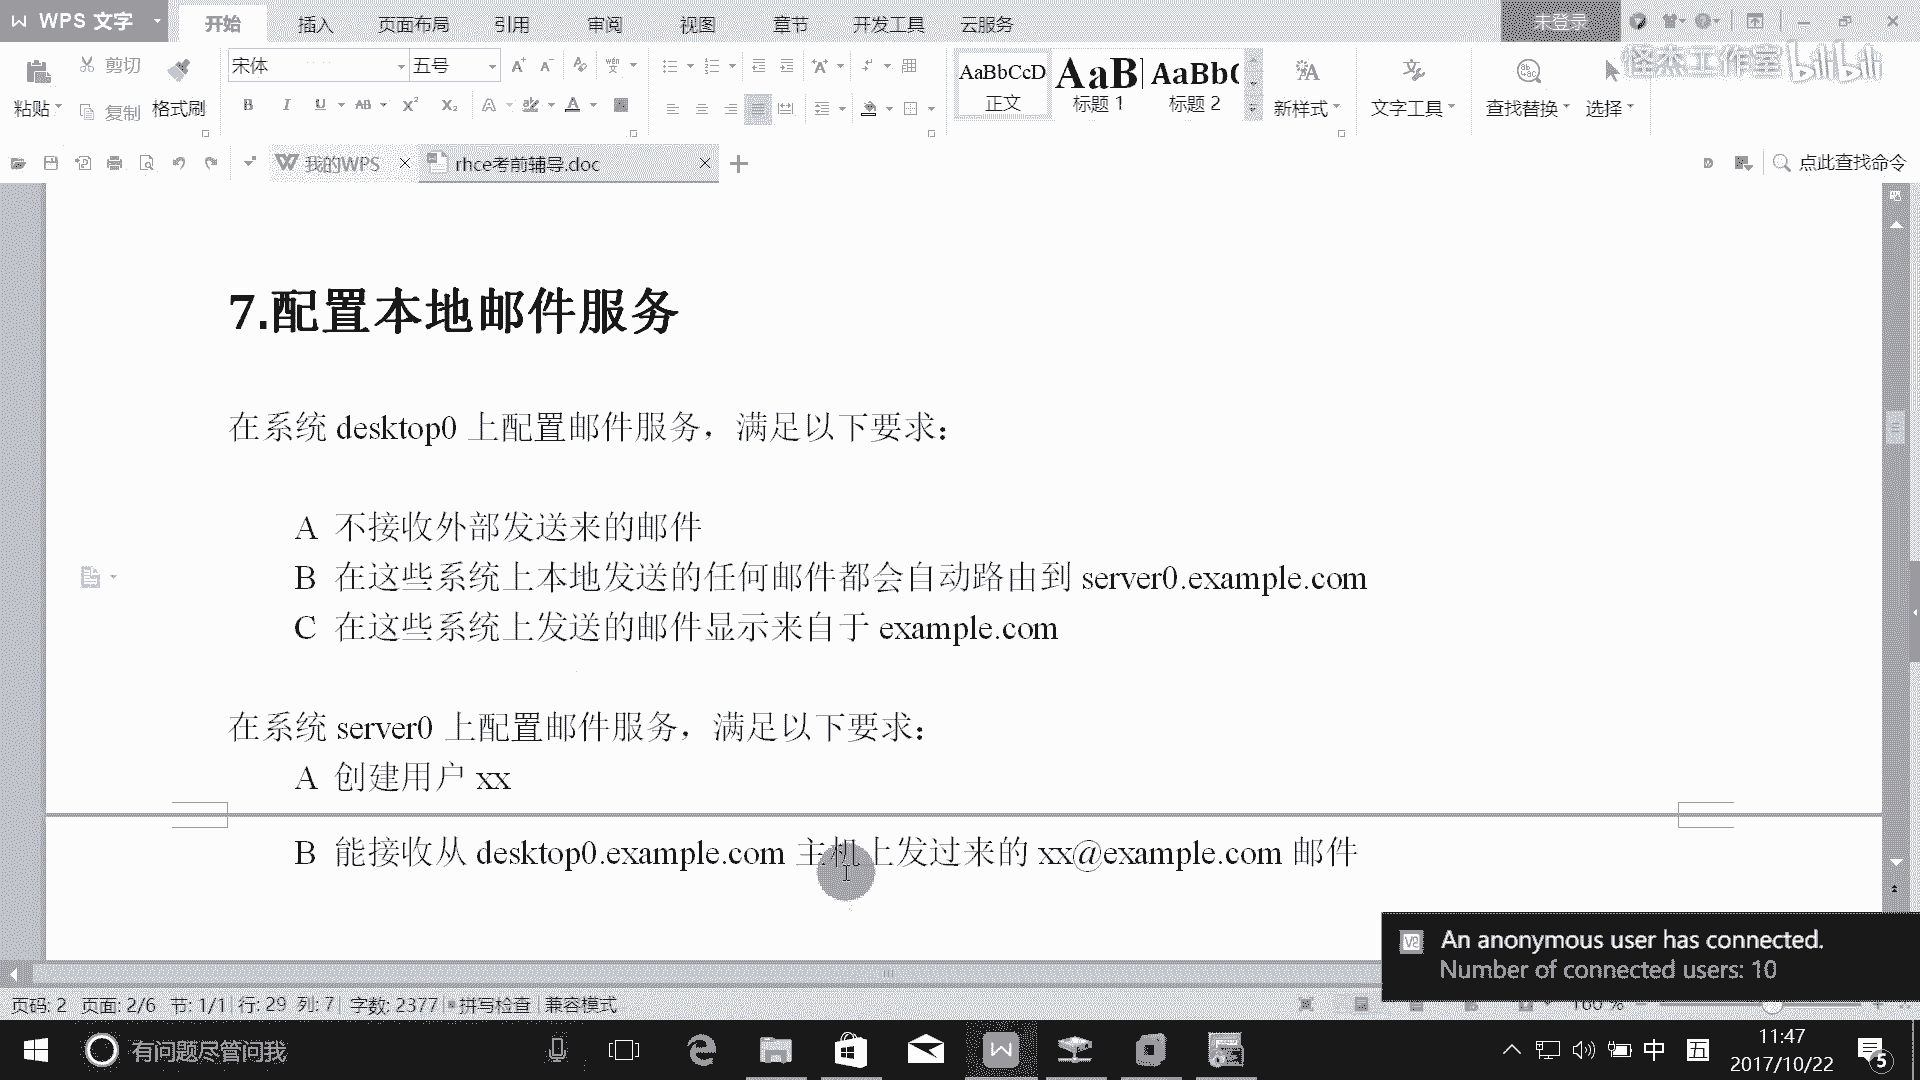 WPS 文字
开始 插入 页面布局 引用 审阅 视图 章节 开发工具 云服务
未登录
怪杰工作室 bilibili
粘贴 剪切 复制 格式刷
宋体 五号
AaBbCcD AaB AaBb(
正文 标题 1 标题 2
新样式 文字工具 查找替换 选择
我的WPS rhce考前辅导.doc
点此查找命令
7.配置本地邮件服务
在系统 desktop0 上配置邮件服务，满足以下要求：
A 不接收外部发送来的邮件
B 在这些系统上本地发送的任何邮件都会自动路由到 server0.example.com
C 在这些系统上发送的邮件显示来自于 example.com
在系统 server0 上配置邮件服务，满足以下要求：
A 创建用户 xx
B 能接收从 desktop0.example.com 主机上发过来的 xx@example.com 邮件
An anonymous user has connected.
Number of connected users: 10
页码: 2 页面: 2/6 节: 1/1 行: 29 列: 7 字数: 2377 拼写检查 兼容模式
有问题尽管问我
中 五
11:47
2017/10/22
5